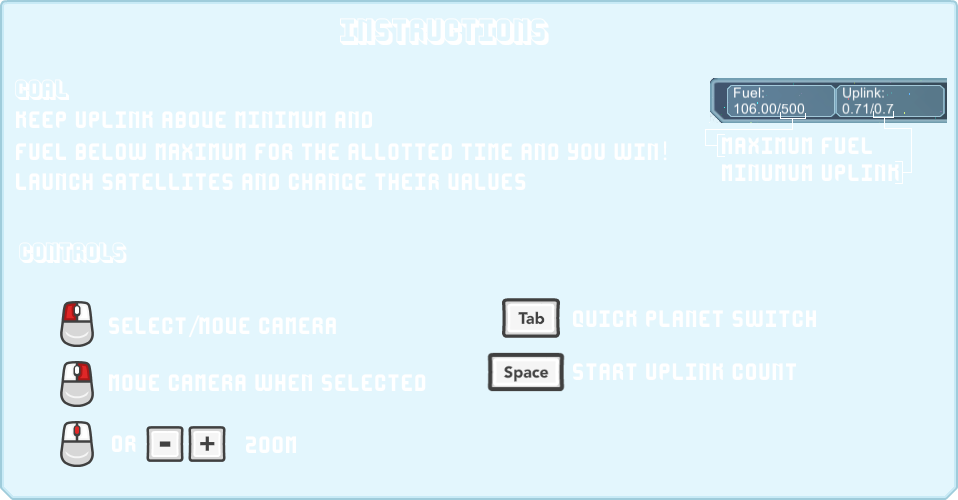 INSTRUCTIONS
GOAL
KEEP UPLINK ABOVE MINIMUM AND
FUEL BELOW MAXIMUM FOR THE ALLOTTED TIME AND YOU WIN!
LAUNCH SATELLITES AND CHANGE THEIR VALUES
Fuel:
106.00/500
Uplink:
0.71/0.7
MAXIMUM FUEL
MINUMUM UPLINK
CONTROLS
SELECT/MOVE CAMERA
MOVE CAMERA WHEN SELECTED
OR - + ZOOM
Tab QUICK PLANET SWITCH
Space START UPLINK COUNT